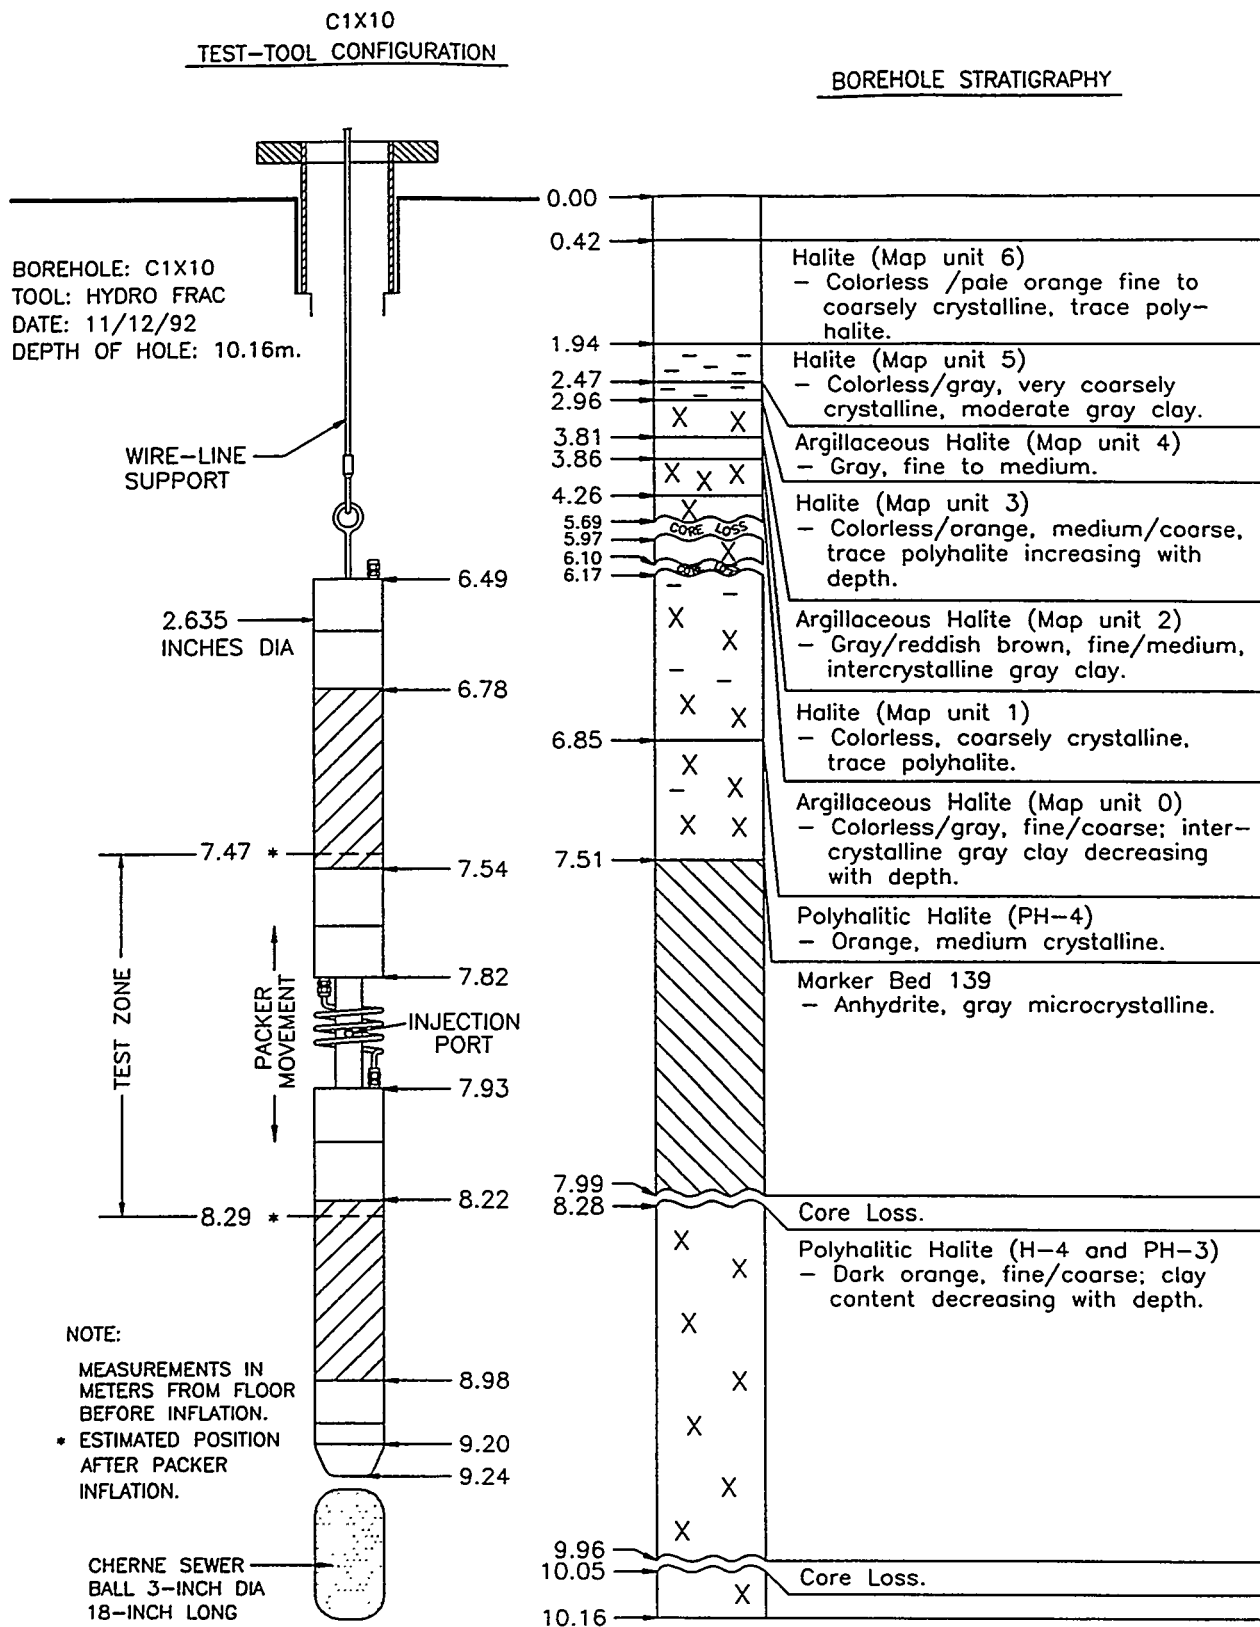 C1X10
TEST-TOOL CONFIGURATION
BOREHOLE: C1X10
TOOL: HYDRO FRAC
DATE: 11/12/92
DEPTH OF HOLE: 10.16m.
WIRE-LINE
SUPPORT
6.49
2.635
INCHES DIA
6.78
7.47 *
7.54
TEST ZONE
PACKER
MOVEMENT
7.82
INJECTION
PORT
7.93
8.22
8.29 *
NOTE:
MEASUREMENTS IN
METERS FROM FLOOR
BEFORE INFLATION.
* ESTIMATED POSITION
AFTER PACKER
INFLATION.
8.98
9.20
9.24
CHERNE SEWER
BALL 3-INCH DIA
18-INCH LONG
BOREHOLE STRATIGRAPHY
0.00
0.42
1.94
2.47
2.96
3.81
3.86
4.26
5.69
5.97
6.10
6.17
6.85
7.51
7.99
8.28
9.96
10.05
10.16
CORE LOSS
CORE LOSS
Halite (Map unit 6)
- Colorless /pale orange fine to
coarsely crystalline, trace poly-
halite.
Halite (Map unit 5)
- Colorless/gray, very coarsely
crystalline, moderate gray clay.
Argillaceous Halite (Map unit 4)
- Gray, fine to medium.
Halite (Map unit 3)
- Colorless/orange, medium/coarse,
trace polyhalite increasing with
depth.
Argillaceous Halite (Map unit 2)
- Gray/reddish brown, fine/medium,
intercrystalline gray clay.
Halite (Map unit 1)
- Colorless, coarsely crystalline,
trace polyhalite.
Argillaceous Halite (Map unit 0)
- Colorless/gray, fine/coarse; inter-
crystalline gray clay decreasing
with depth.
Polyhalitic Halite (PH-4)
- Orange, medium crystalline.
Marker Bed 139
- Anhydrite, gray microcrystalline.
Core Loss.
Polyhalitic Halite (H-4 and PH-3)
- Dark orange, fine/coarse; clay
content decreasing with depth.
Core Loss.